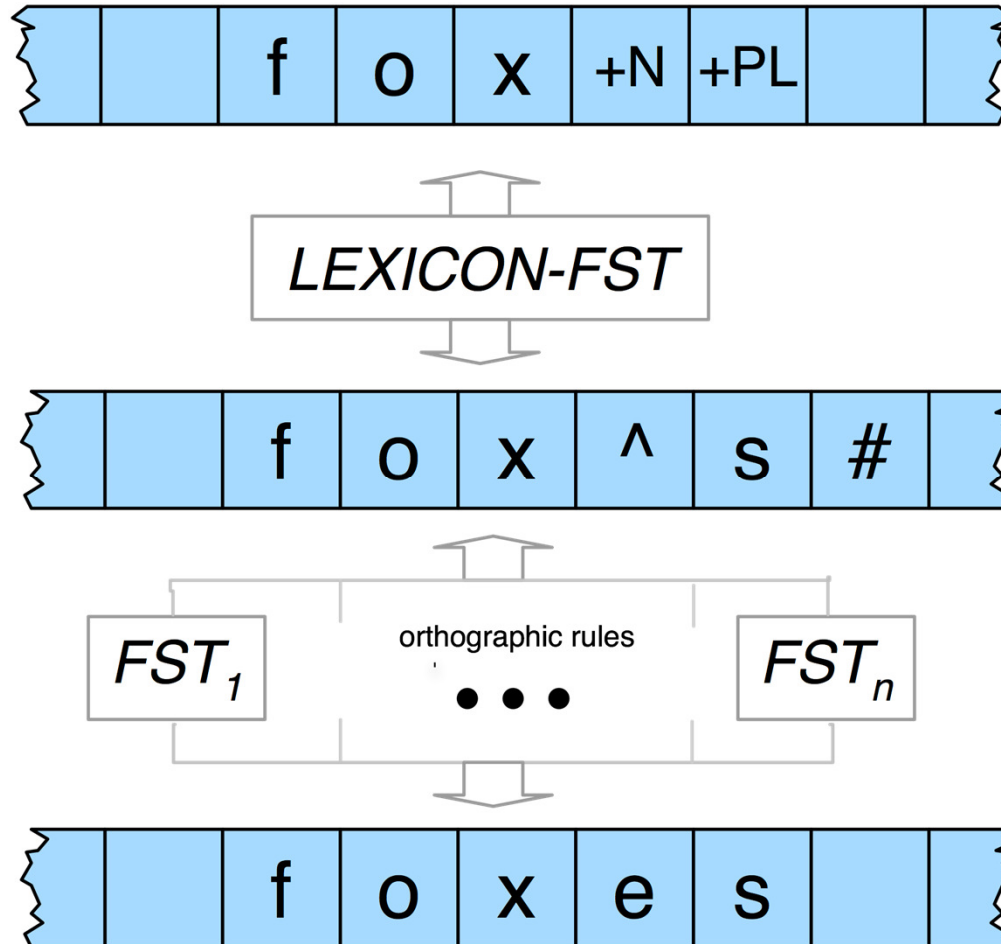 f o x +N +PL
LEXICON-FST
f o x ^ s #
orthographic rules
FST1 ● ● ● FSTn
f o x e s